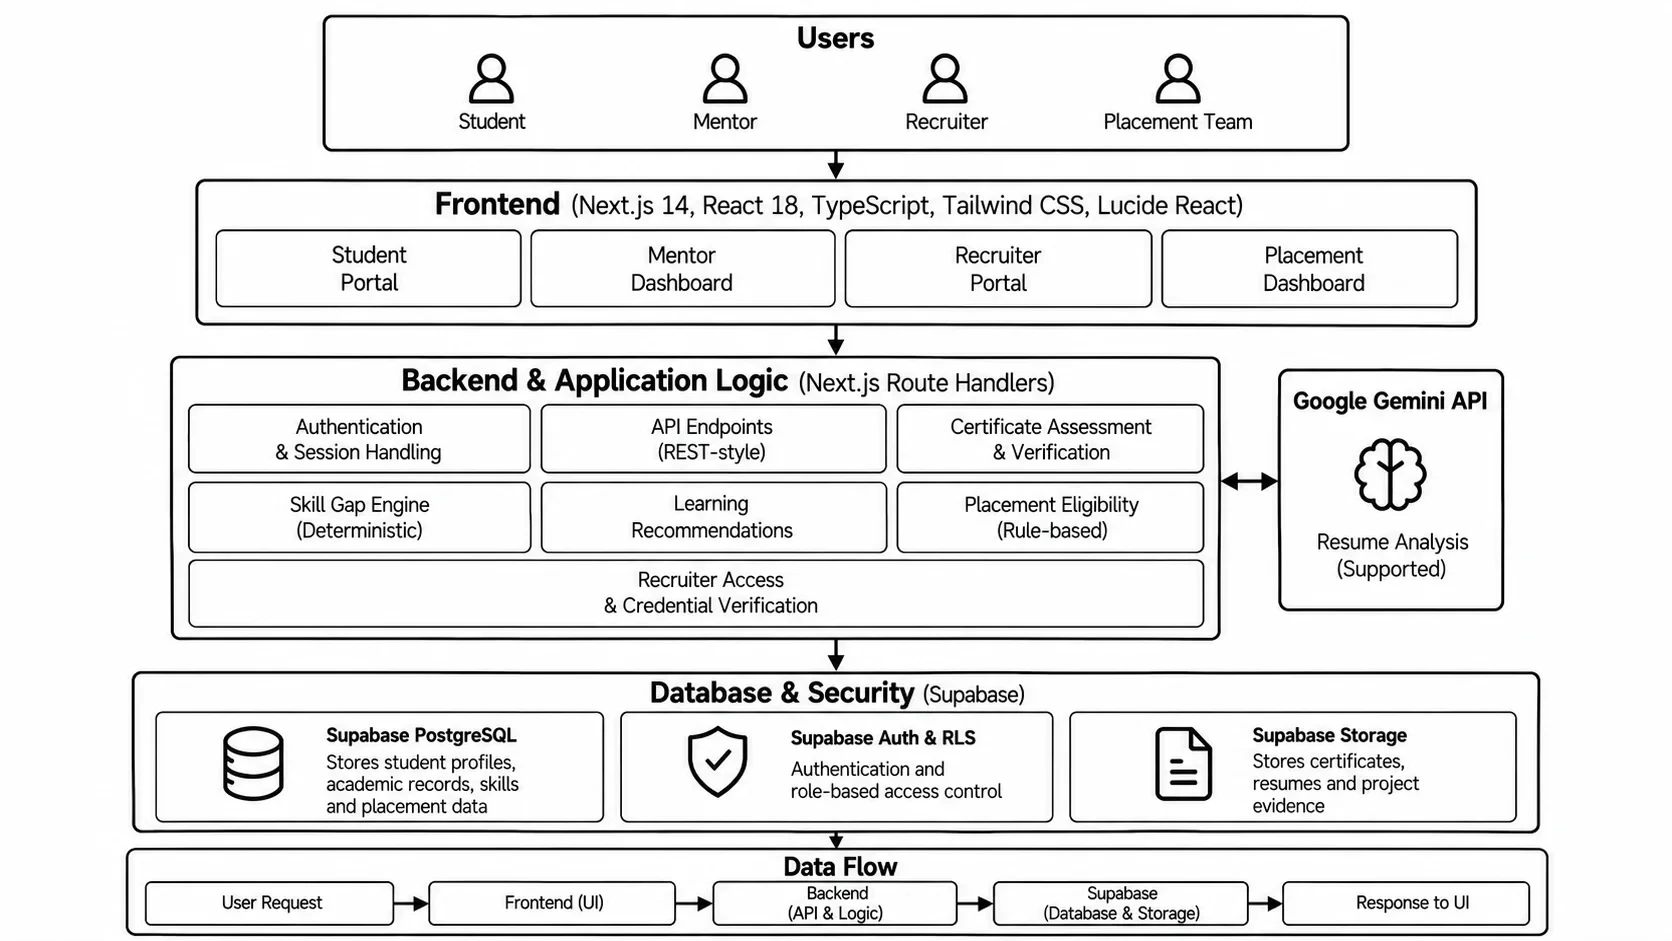 Users
Student
Mentor
Recruiter
Placement Team
Frontend (Next.js 14, React 18, TypeScript, Tailwind CSS, Lucide React)
Student
Portal
Mentor
Dashboard
Recruiter
Portal
Placement
Dashboard
Backend & Application Logic (Next.js Route Handlers)
Authentication
& Session Handling
API Endpoints
(REST-style)
Certificate Assessment
& Verification
Skill Gap Engine
(Deterministic)
Learning
Recommendations
Placement Eligibility
(Rule-based)
Recruiter Access
& Credential Verification
Google Gemini API
Resume Analysis
(Supported)
Database & Security (Supabase)
Supabase PostgreSQL
Stores student profiles,
academic records, skills
and placement data
Supabase Auth & RLS
Authentication and
role-based access control
Supabase Storage
Stores certificates,
resumes and project
evidence
Data Flow
User Request
Frontend (UI)
Backend
(API & Logic)
Supabase
(Database & Storage)
Response to UI